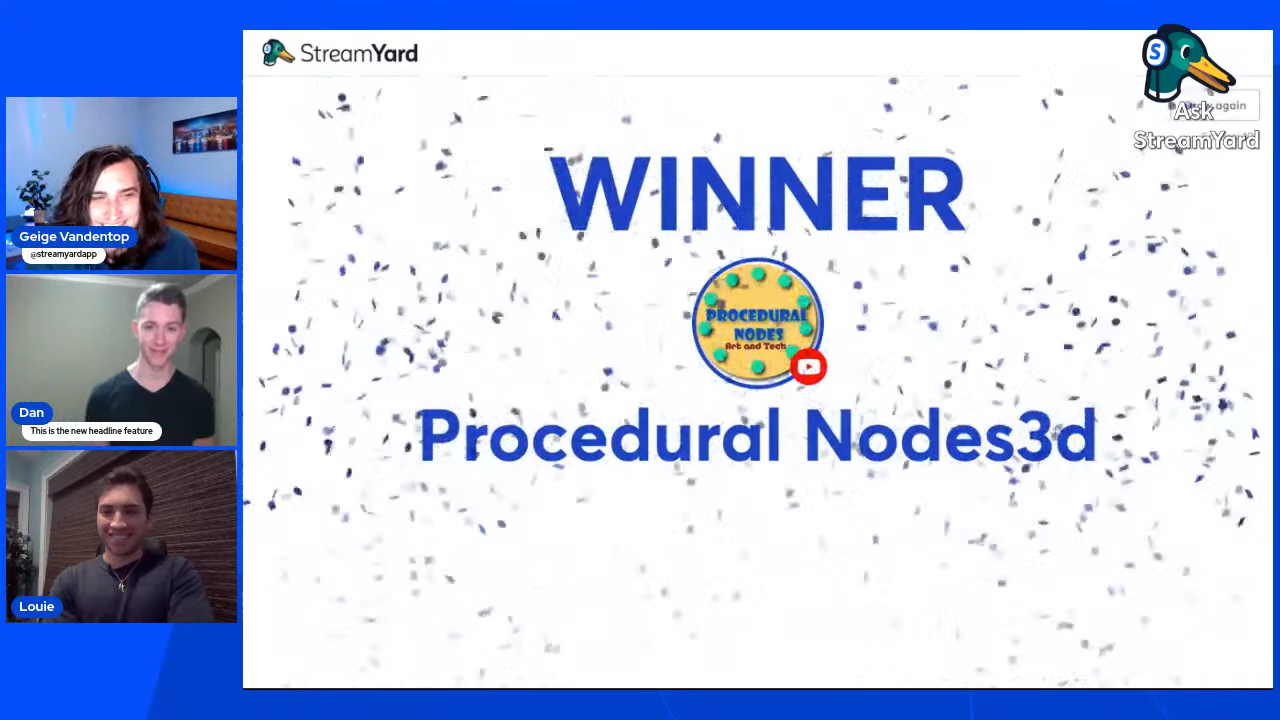 StreamYard
again
Ask
StreamYard
WINNER
PROCEDURAL
NODES
Art and Tech
Procedural Nodes3d
Geige Vandentop
@streamyardapp
Dan
This is the new headline feature
Louie